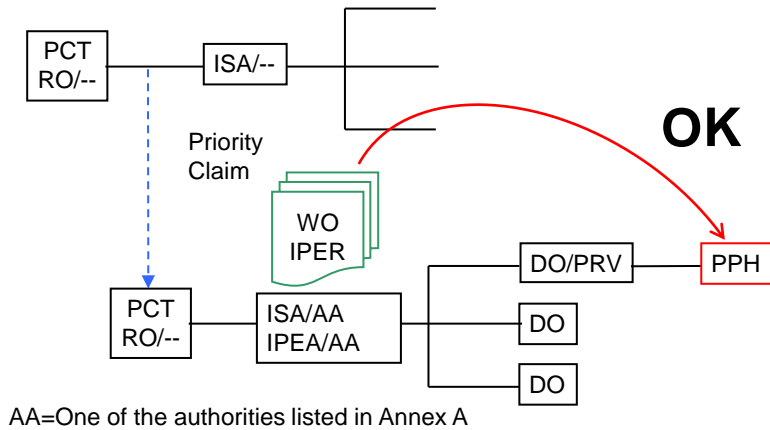 PCT
RO/--
ISA/--
OK
Priority
Claim
WO
IPER
DO/PRV
PPH
PCT
RO/--
ISA/AA
IPEA/AA
DO
DO
AA=One of the authorities listed in Annex A